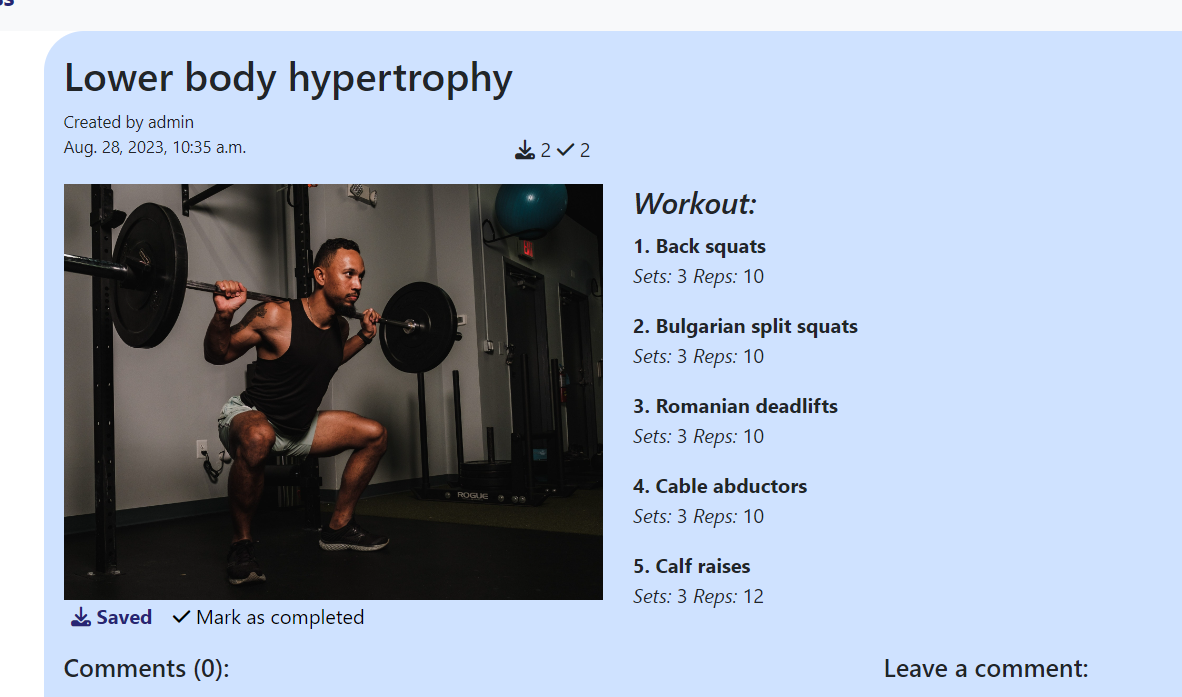 Lower body hypertrophy
Created by admin
Aug. 28, 2023, 10:35 a.m.
2 2
Workout:
1. Back squats
Sets: 3 Reps: 10
2. Bulgarian split squats
Sets: 3 Reps: 10
3. Romanian deadlifts
Sets: 3 Reps: 10
4. Cable abductors
Sets: 3 Reps: 10
5. Calf raises
Sets: 3 Reps: 12
ROGUE
Saved Mark as completed
Comments (0):
Leave a comment: